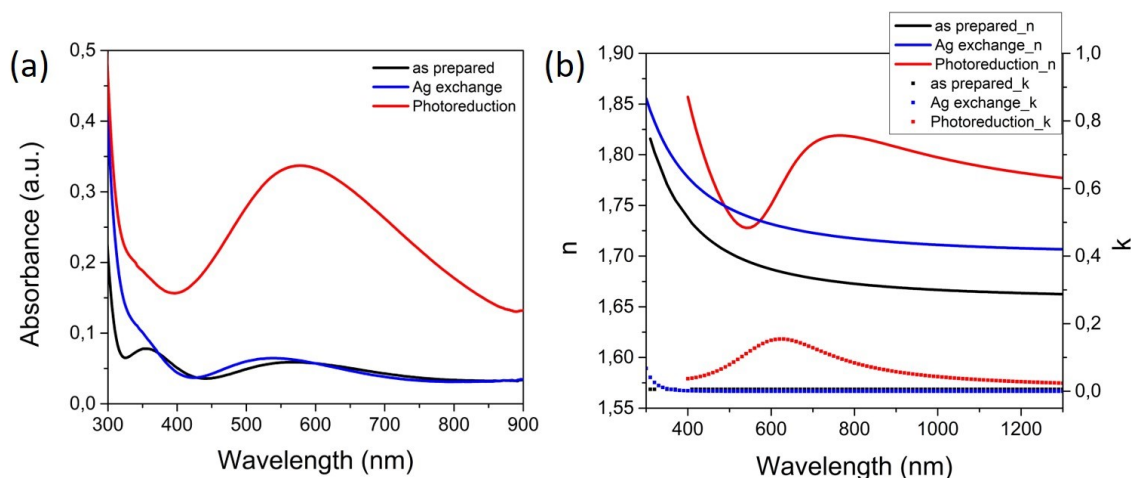 (a)
as prepared
Ag exchange
Photoreduction
0,5
0,4
0,3
0,2
0,1
0,0
Absorbance (a.u.)
300 400 500 600 700 800 900
Wavelength (nm)
(b)
as prepared_n
Ag exchange_n
Photoreduction_n
as prepared_k
Ag exchange_k
Photoreduction_k
1,90
1,85
1,80
1,75
1,70
1,65
1,60
1,55
n
1,0
0,8
0,6
0,4
0,2
0,0
k
400 600 800 1000 1200
Wavelength (nm)